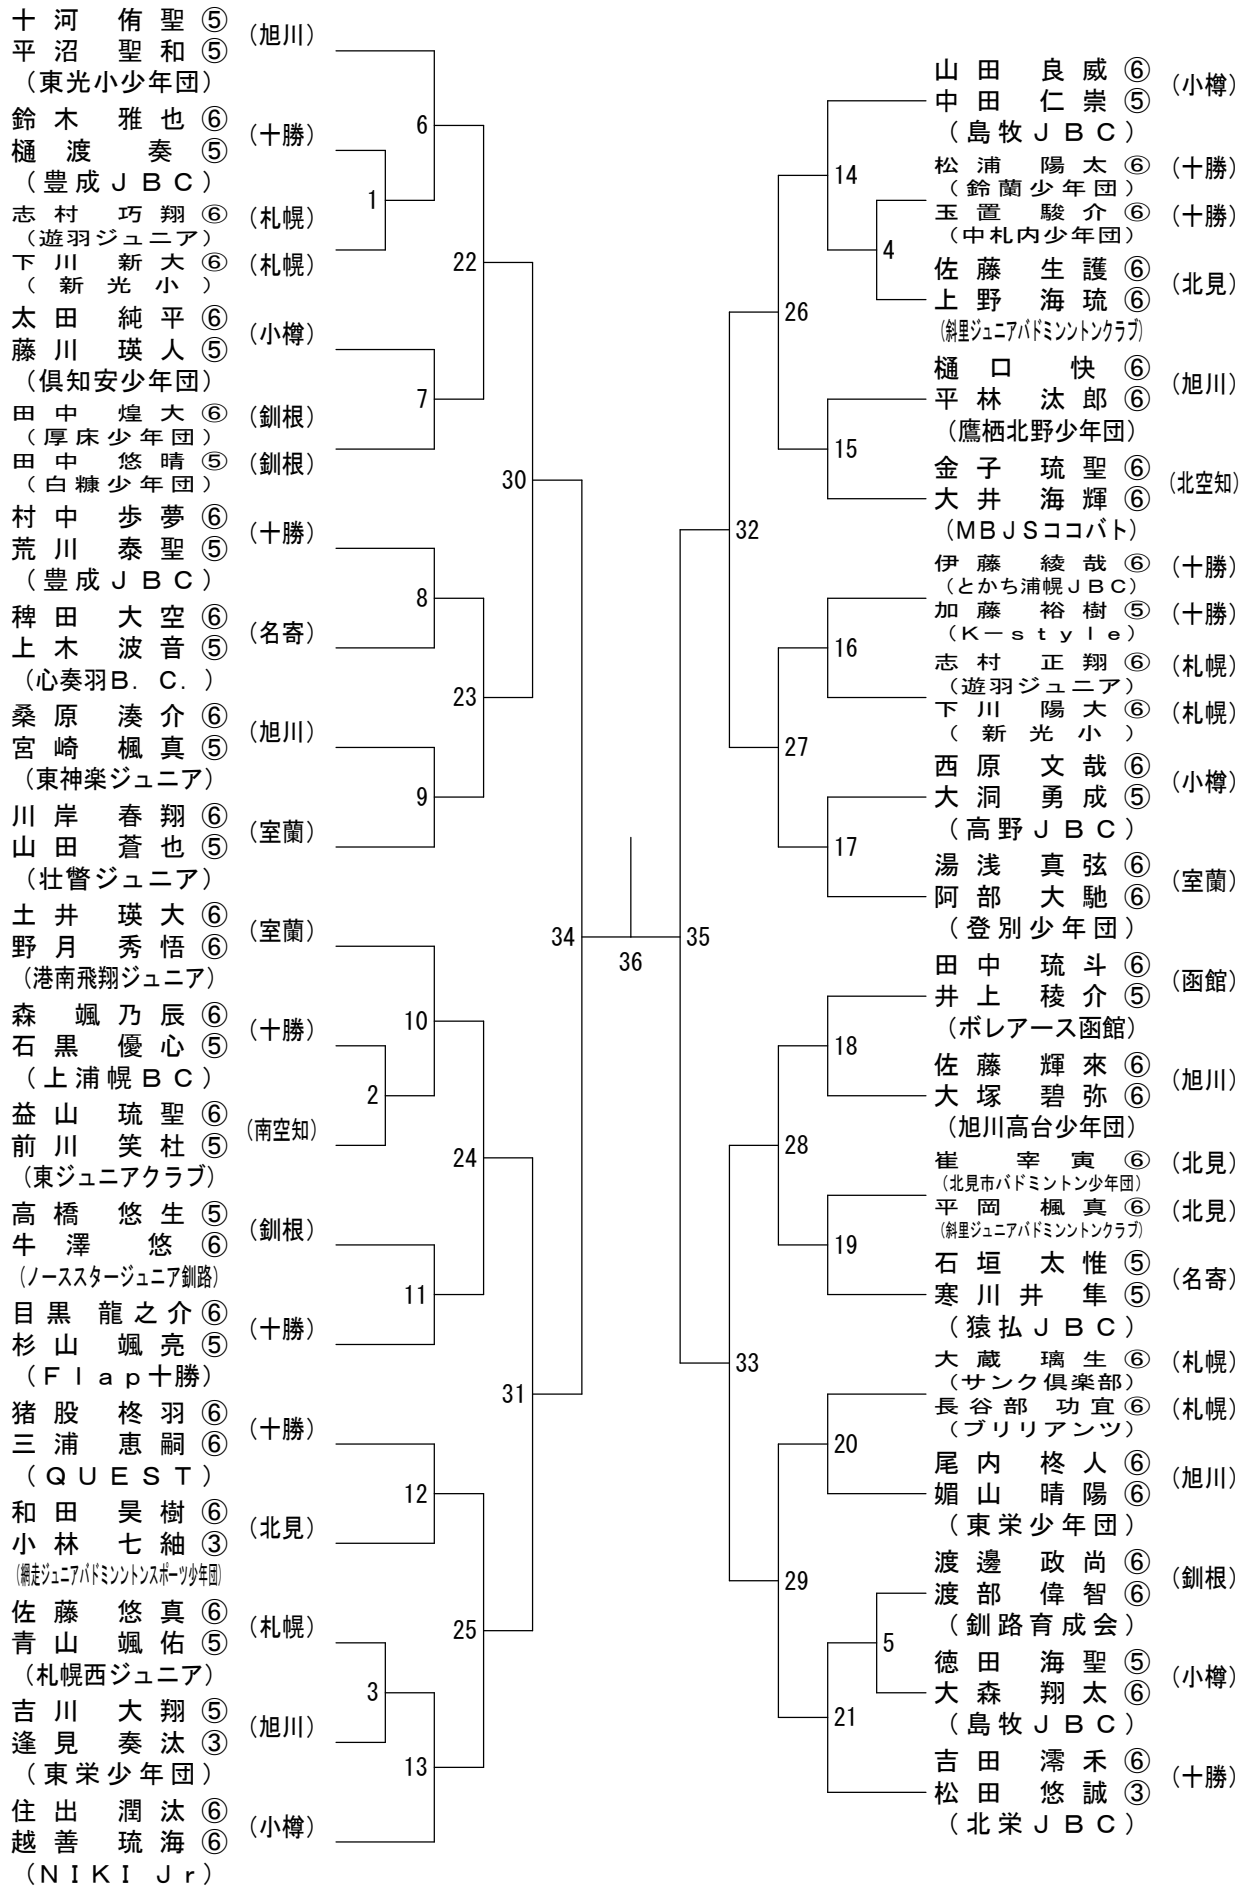 十河 侑聖⑤ (旭川)
平沼 聖和⑤
(東光小少年団)
鈴木 雅也⑥ (十勝)
樋渡 奏⑤
(豊成JBC)
志村 巧翔⑥ (札幌)
(遊羽ジュニア)
下川 新大⑥ (札幌)
(新光小)
太田 純平⑥ (小樽)
藤川 瑛人⑤
(倶知安少年団)
田中 煌大⑥ (釧根)
(厚床少年団)
田中 悠晴⑤ (釧根)
(白糠少年団)
村中 歩夢⑥ (十勝)
荒川 泰聖⑤
(豊成JBC)
稗田 大空⑥ (名寄)
上木 波音⑤
(心奏羽B. C.)
桑原 湊介⑥ (旭川)
宮崎 楓真⑤
(東神楽ジュニア)
川岸 春翔⑥ (室蘭)
山田 蒼也⑤
(壮瞥ジュニア)
土井 瑛大⑥ (室蘭)
野月 秀悟⑥
(港南飛翔ジュニア)
森 颯乃辰⑥ (十勝)
石黒 優心⑤
(上浦幌BC)
益山 琉聖⑥ (南空知)
前川 笑杜⑤
(東ジュニアクラブ)
高橋 悠生⑤ (釧根)
牛澤 悠⑥
(ノーススタージュニア釧路)
目黒 龍之介⑥ (十勝)
杉山 颯亮⑤
(Flap十勝)
猪股 柊羽⑥ (十勝)
三浦 恵嗣⑥
(QUEST)
和田 昊樹⑥ (北見)
小林 七紬③
(網走ジュニアバドミンントンスポーツ少年団)
佐藤 悠真⑥ (札幌)
青山 颯佑⑤
(札幌西ジュニア)
吉川 大翔⑤ (旭川)
逢見 奏汰③
(東栄少年団)
住出 潤汰⑥ (小樽)
越善 琉海⑥
(NIKI Jr)
1
2
3
6
7
8
9
10
11
12
13
22
23
24
25
30
31
34
36
35
32
33
26
27
28
29
14
15
16
17
18
19
20
21
4
5
山田 良威⑥ (小樽)
中田 仁崇⑤
(島牧JBC)
松浦 陽太⑥ (十勝)
(鈴蘭少年団)
玉置 駿介⑥ (十勝)
(中札内少年団)
佐藤 生護⑥ (北見)
上野 海琉⑥
(斜里ジュニアバドミンントンクラブ)
樋口 快⑥ (旭川)
平林 汰郎⑥
(鷹栖北野少年団)
金子 琉聖⑥ (北空知)
大井 海輝⑥
(MBJSココバト)
伊藤 綾哉⑥ (十勝)
(とかち浦幌JBC)
加藤 裕樹⑤ (十勝)
(K-style)
志村 正翔⑥ (札幌)
(遊羽ジュニア)
下川 陽大⑥ (札幌)
(新光小)
西原 文哉⑥ (小樽)
大洞 勇成⑤
(高野JBC)
湯浅 真弦⑥ (室蘭)
阿部 大馳⑥
(登別少年団)
田中 琉斗⑥ (函館)
井上 稜介⑤
(ボレアース函館)
佐藤 輝來⑥ (旭川)
大塚 碧弥⑥
(旭川高台少年団)
崔 宰寅⑥ (北見)
(北見市バドミントン少年団)
平岡 楓真⑥ (北見)
(斜里ジュニアバドミンントンクラブ)
石垣 太惟⑤ (名寄)
寒川井 隼⑤
(猿払JBC)
大蔵 璃生⑥ (札幌)
(サンク倶楽部)
長谷部 功宜⑥ (札幌)
(ブリリアンツ)
尾内 柊人⑥ (旭川)
媚山 晴陽⑥
(東栄少年団)
渡邊 政尚⑥ (釧根)
渡部 偉智⑥
(釧路育成会)
徳田 海聖⑤ (小樽)
大森 翔太⑥
(島牧JBC)
吉田 澪禾⑥ (十勝)
松田 悠誠③
(北栄JBC)